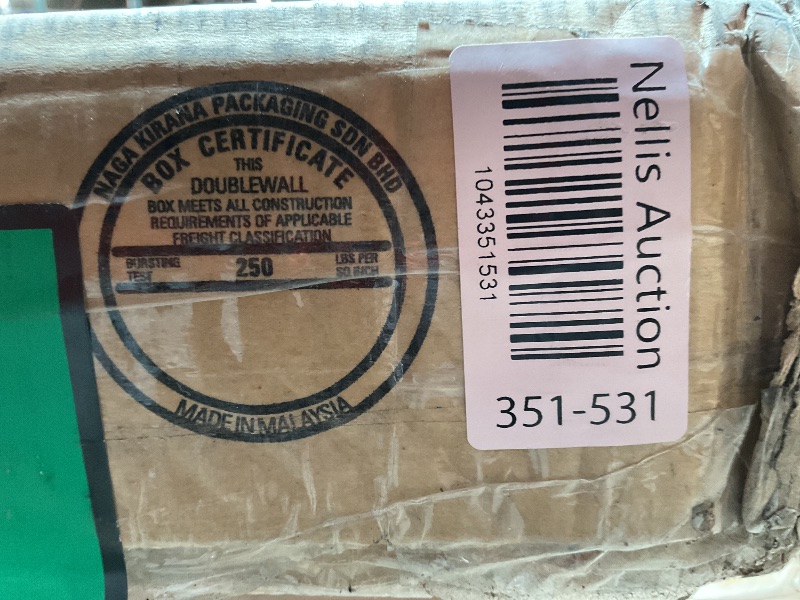 NAGA KIRANA PACKAGING SDN BHD
BOX CERTIFICATE
THIS
DOUBLEWALL
BOX MEETS ALL CONSTRUCTION
REQUIREMENTS OF APPLICABLE
FREIGHT CLASSIFICATION
BURSTING TEST 250 LBS PER SQ INCH
MADE IN MALAYSIA
Nellis Auction
1043351531
351-531